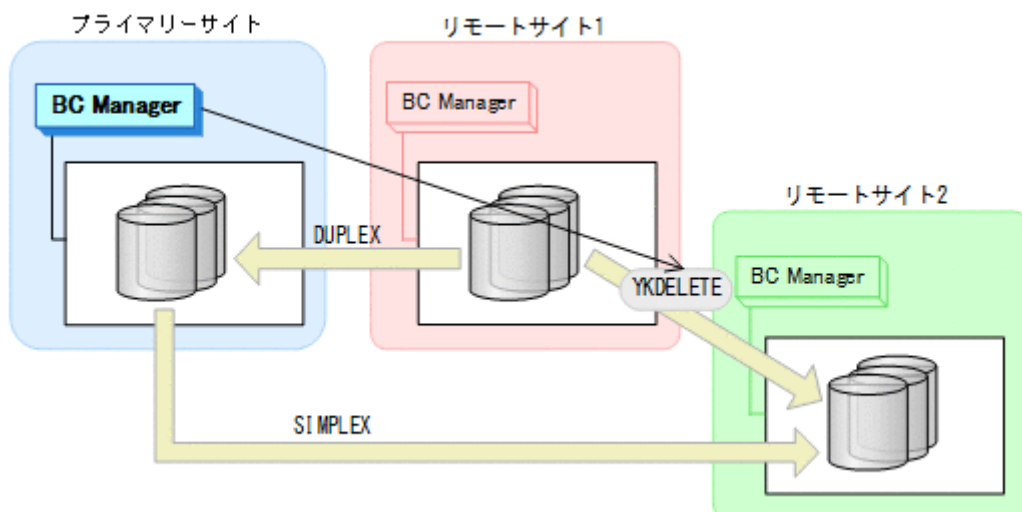 プライマリーサイト
リモートサイト1
BC Manager
BC Manager
リモートサイト2
DUPLEX
YKDELETE
BC Manager
SIMPLEX